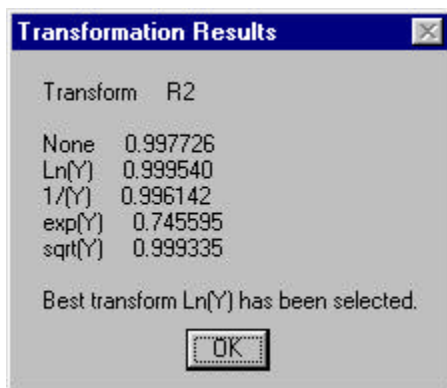 Transformation Results
Transform R2
None 0.997726
Ln(Y) 0.999540
1/(Y) 0.996142
exp(Y) 0.745595
sqrt(Y) 0.999335
Best transform Ln(Y) has been selected.
OK